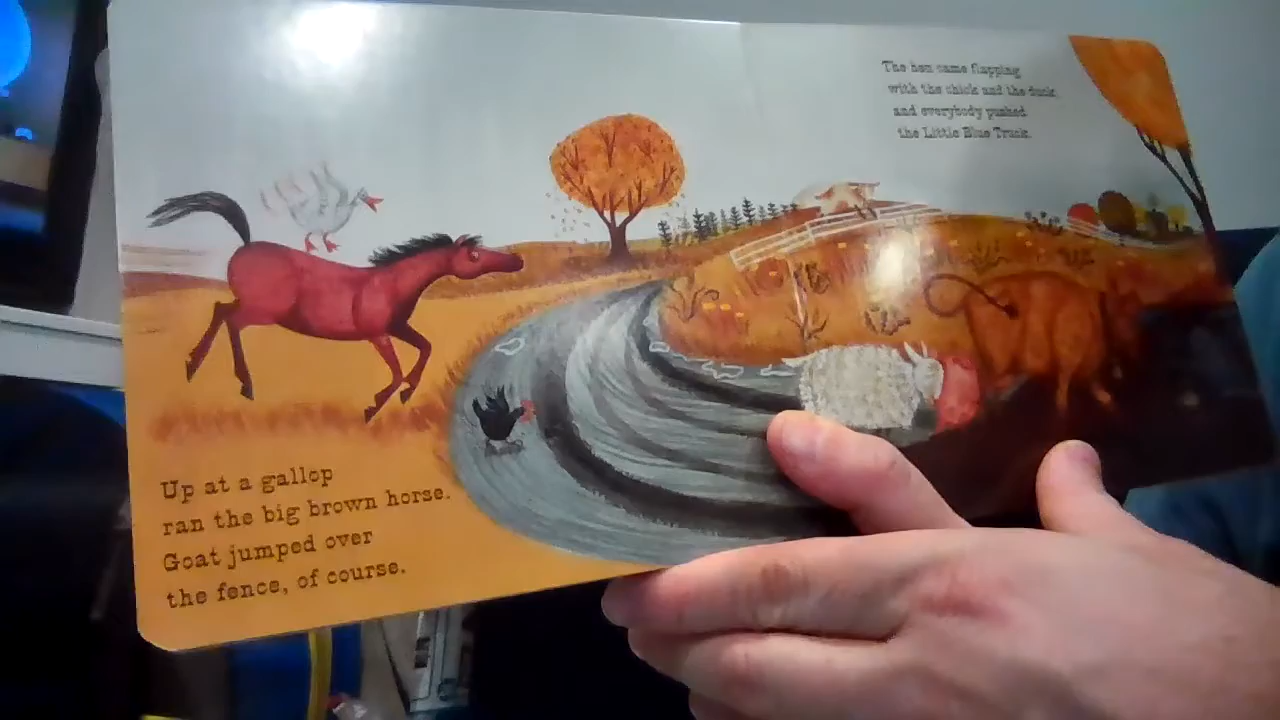 Up at a gallop
ran the big brown horse.
Goat jumped over
the fence, of course.
The hen came flapping
with the chick and the duck
and everybody pushed
the Little Blue Truck.